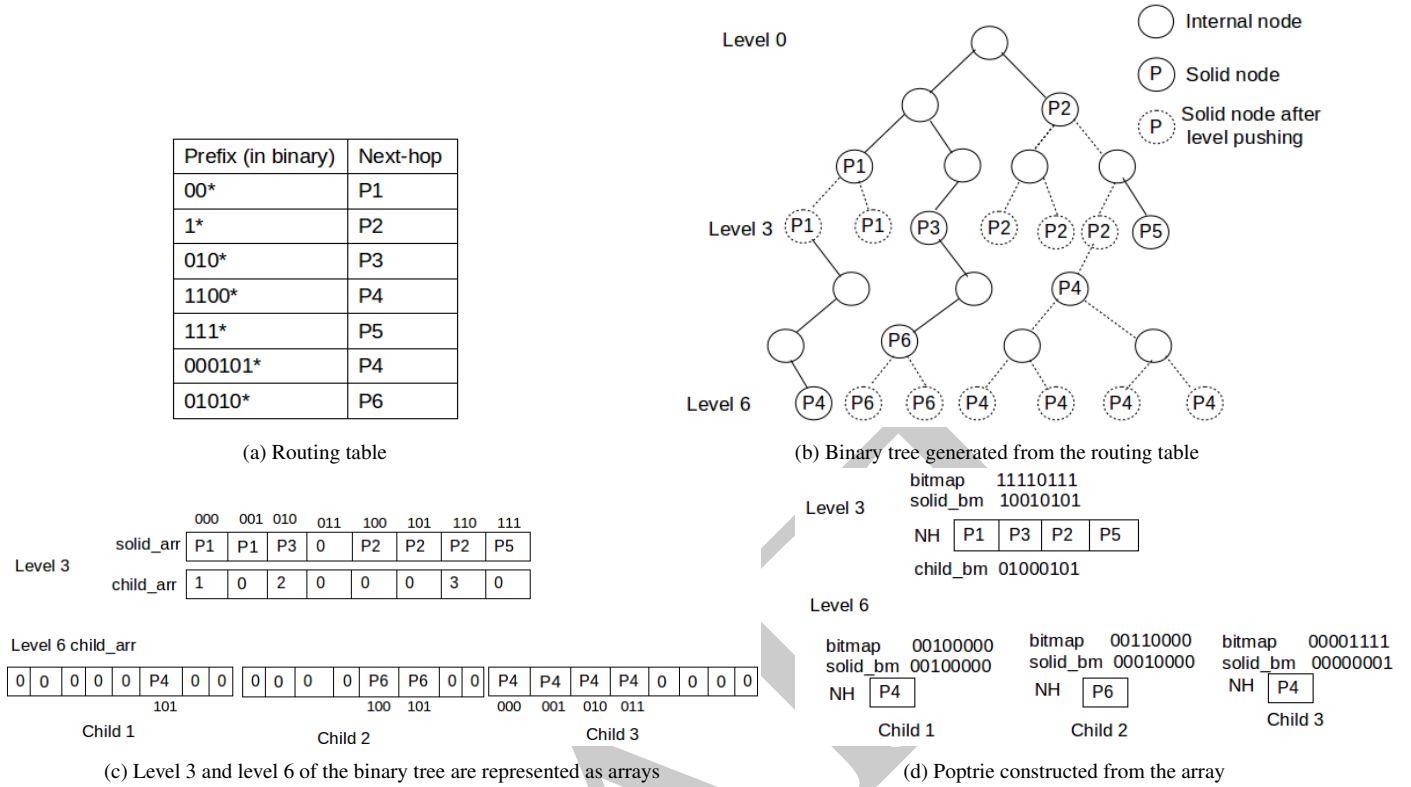 Prefix (in binary) Next-hop
00* P1
1* P2
010* P3
1100* P4
111* P5
000101* P4
01010* P6
(a) Routing table
Level 0
Internal node
P Solid node
P Solid node after
level pushing
P2
P1
Level 3 P1 P1 P3 P2 P2 P2 P5
P4
P6
Level 6 P4 P6 P6 P4 P4 P4 P4
(b) Binary tree generated from the routing table
000 001 010 011 100 101 110 111
solid_arr P1 P1 P3 0 P2 P2 P2 P5
Level 3
child_arr 1 0 2 0 0 0 3 0
Level 6 child_arr
0 0 0 0 0 P4 0 0 0 0 0 0 P6 P6 0 0 P4 P4 P4 P4 0 0 0 0
101 100 101 000 001 010 011
Child 1 Child 2 Child 3
(c) Level 3 and level 6 of the binary tree are represented as arrays
bitmap 11110111
solid_bm 10010101
Level 3
NH P1 P3 P2 P5
child_bm 01000101
Level 6
bitmap 00100000
solid_bm 00100000
NH P4
Child 1
bitmap 00110000
solid_bm 00010000
NH P6
Child 2
bitmap 00001111
solid_bm 00000001
NH P4
Child 3
(d) Poptrie constructed from the array